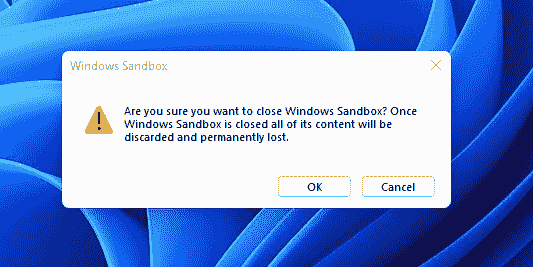 Windows Sandbox
Are you sure you want to close Windows Sandbox? Once
Windows Sandbox is closed all of its content will be
discarded and permanently lost.
OK
Cancel